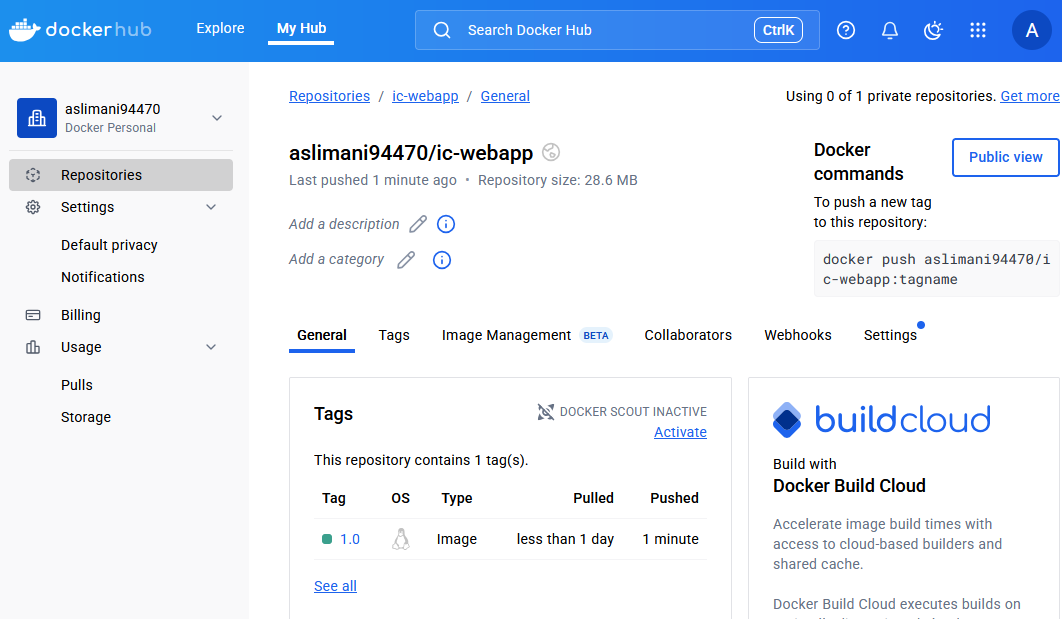 dockerhub
Explore
My Hub
Search Docker Hub
CtrlK
A
aslimani94470
Docker Personal
Repositories
Settings
Default privacy
Notifications
Billing
Usage
Pulls
Storage
Repositories / ic-webapp / General
Using 0 of 1 private repositories. Get more
aslimani94470/ic-webapp
Last pushed 1 minute ago • Repository size: 28.6 MB
Add a description
Add a category
Docker
commands
Public view
To push a new tag
to this repository:
docker push aslimani94470/i
c-webapp:tagname
General
Tags
Image Management BETA
Collaborators
Webhooks
Settings
Tags
DOCKER SCOUT INACTIVE
Activate
This repository contains 1 tag(s).
Tag OS Type Pulled Pushed
1.0 Image less than 1 day 1 minute
See all
buildcloud
Build with
Docker Build Cloud
Accelerate image build times with
access to cloud-based builders and
shared cache.
Docker Build Cloud executes builds on